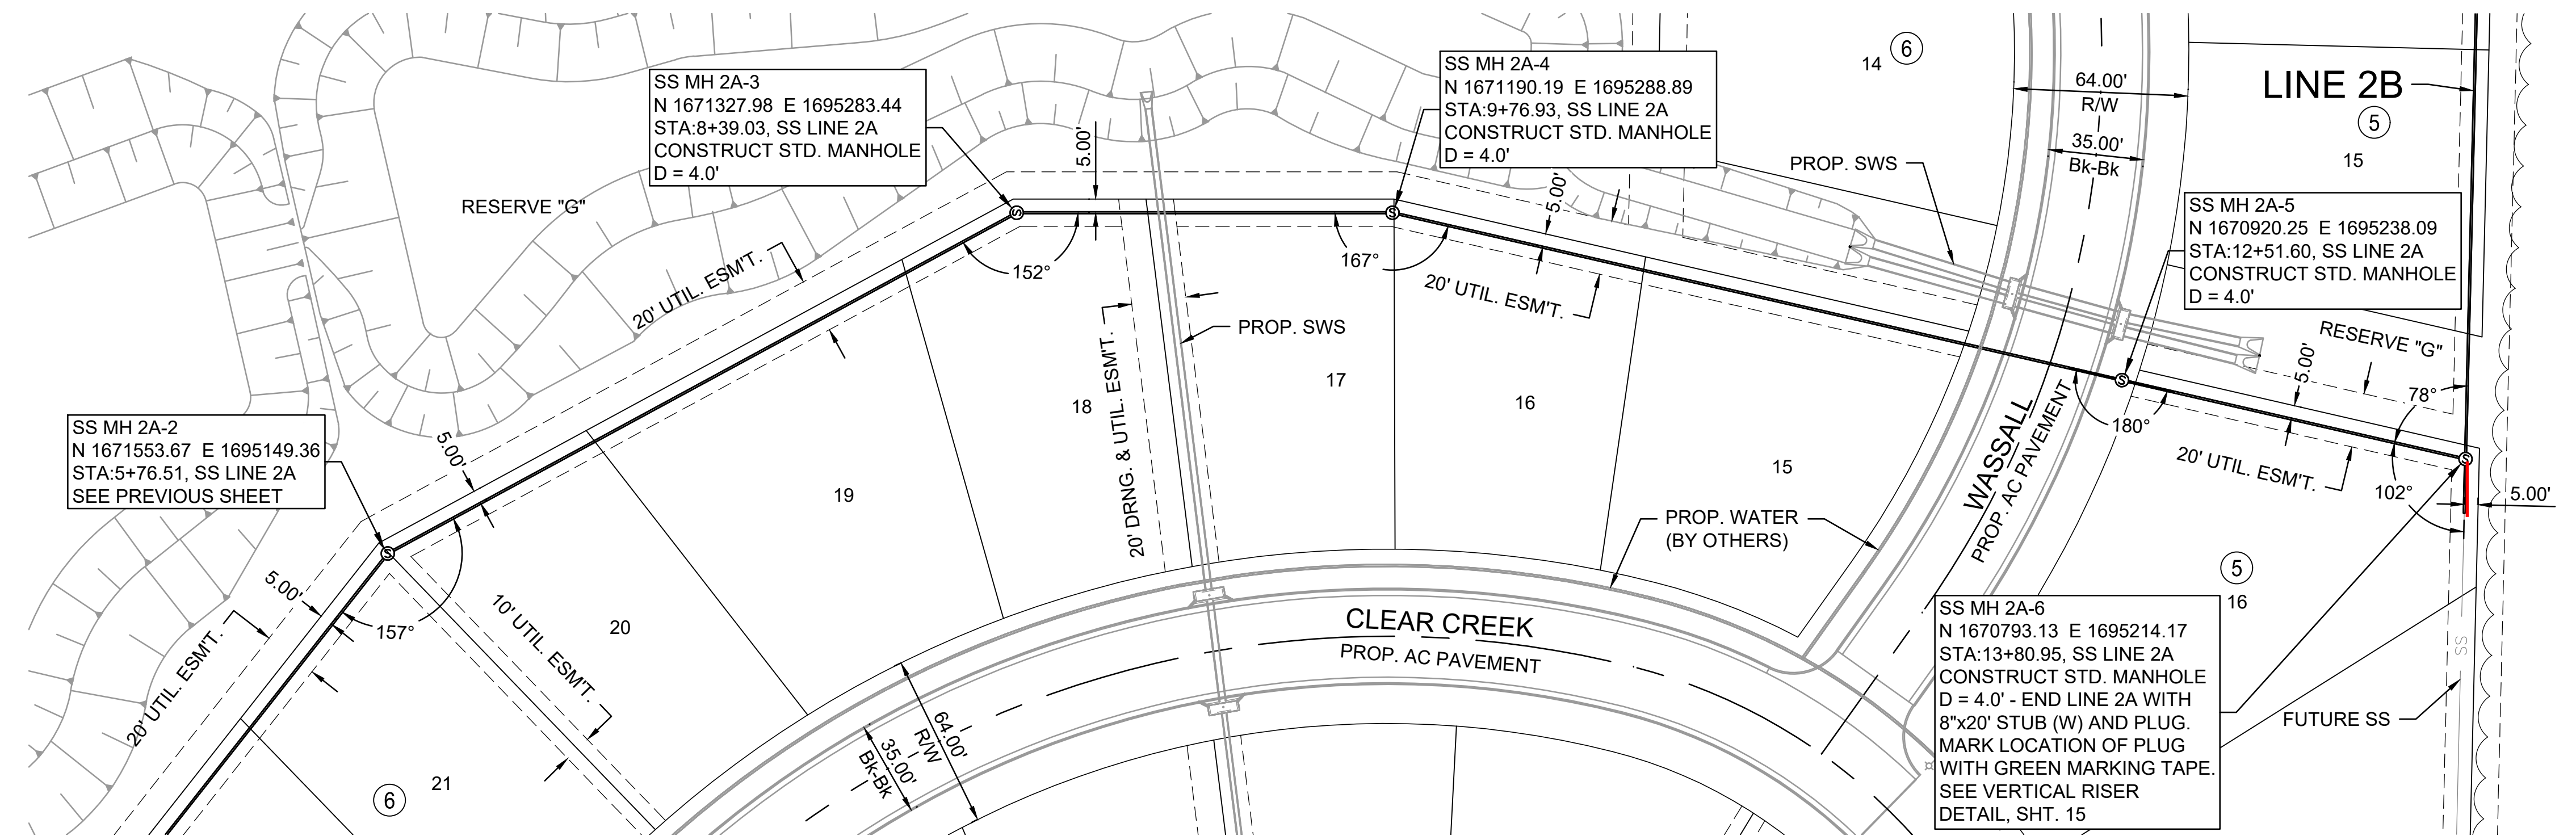 SS MH 2A-3
N 1671327.98  E 1695283.44
STA:8+39.03, SS LINE 2A
CONSTRUCT STD. MANHOLE
D = 4.0'
SS MH 2A-4
N 1671190.19  E 1695288.89
STA:9+76.93, SS LINE 2A
CONSTRUCT STD. MANHOLE
D = 4.0'
14
6
64.00'
R/W
35.00'
Bk-Bk
LINE 2B
5
15
PROP. SWS
SS MH 2A-5
N 1670920.25  E 1695238.09
STA:12+51.60, SS LINE 2A
CONSTRUCT STD. MANHOLE
D = 4.0'
RESERVE "G"
5.00'
5.00'
152°
167°
20' UTIL. ESM'T.
20' UTIL. ESM'T.
PROP. SWS
RESERVE "G"
5.00'
78°
SS MH 2A-2
N 1671553.67  E 1695149.36
STA:5+76.51, SS LINE 2A
SEE PREVIOUS SHEET
5.00'
19
18
20' DRNG. & UTIL. ESM'T.
17
16
15
WASSALL
PROP. AC PAVEMENT
180°
20' UTIL. ESM'T.
102°
5.00'
PROP. WATER
(BY OTHERS)
5.00'
157°
20' UTIL. ESM'T.
10' UTIL. ESM'T.
20
21
6
CLEAR CREEK
PROP. AC PAVEMENT
64.00'
R/W
35.00'
Bk-Bk
5
16
SS MH 2A-6
N 1670793.13  E 1695214.17
STA:13+80.95, SS LINE 2A
CONSTRUCT STD. MANHOLE
D = 4.0' - END LINE 2A WITH
8"x20' STUB (W) AND PLUG.
MARK LOCATION OF PLUG
WITH GREEN MARKING TAPE.
SEE VERTICAL RISER
DETAIL, SHT. 15
FUTURE SS
SS
S
S
S
S
S